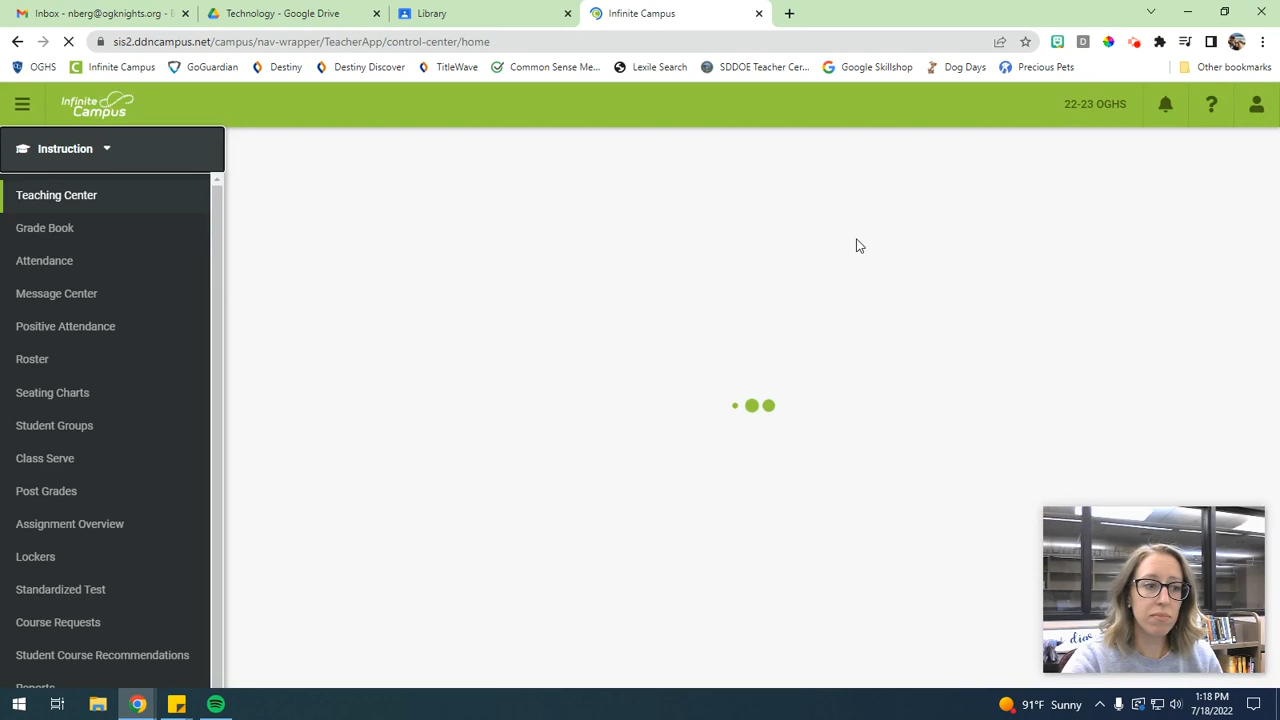 Inbox - nberg@ogknights.org - E
Technology - Google Drive
Library
Infinite Campus
sis2.ddncampus.net/campus/nav-wrapper/TeacherApp/control-center/home
OGHS
Infinite Campus
GoGuardian
Destiny
Destiny Discover
TitleWave
Common Sense Me...
Lexile Search
SDDOE Teacher Cer...
Google Skillshop
Dog Days
Precious Pets
Other bookmarks
Infinite
Campus
22-23 OGHS
Instruction
Teaching Center
Grade Book
Attendance
Message Center
Positive Attendance
Roster
Seating Charts
Student Groups
Class Serve
Post Grades
Assignment Overview
Lockers
Standardized Test
Course Requests
Student Course Recommendations
Reports
91°F Sunny
1:18 PM
7/18/2022